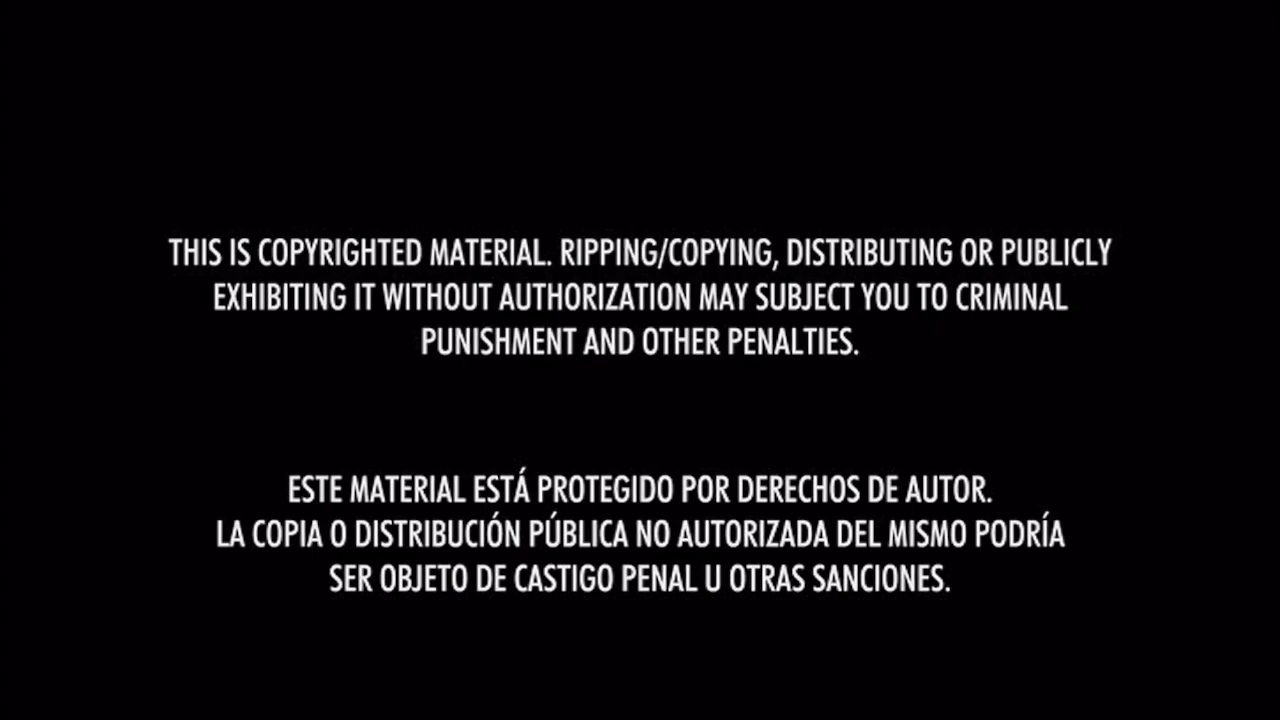 THIS IS COPYRIGHTED MATERIAL. RIPPING/COPYING, DISTRIBUTING OR PUBLICLY
EXHIBITING IT WITHOUT AUTHORIZATION MAY SUBJECT YOU TO CRIMINAL
PUNISHMENT AND OTHER PENALTIES.
ESTE MATERIAL ESTÁ PROTEGIDO POR DERECHOS DE AUTOR.
LA COPIA O DISTRIBUCIÓN PÚBLICA NO AUTORIZADA DEL MISMO PODRÍA
SER OBJETO DE CASTIGO PENAL U OTRAS SANCIONES.